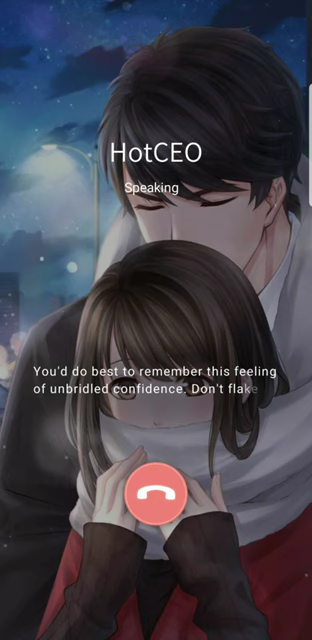 HotCEO
Speaking
You'd do best to remember this feeling
of unbridled confidence. Don't flake